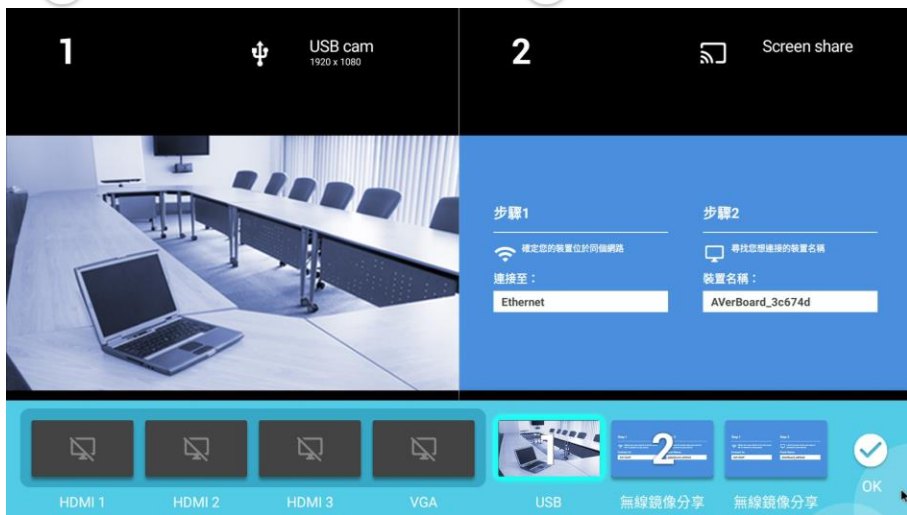 1
USB cam
1920 x 1080
2
Screen share
步驟1
確定您的裝置位於同個網路
連接至：
Ethernet
步驟2
尋找您想連接的裝置名稱
裝置名稱：
AVerBoard_3c674d
1
2
HDMI 1
HDMI 2
HDMI 3
VGA
USB
無線鏡像分享
無線鏡像分享
OK